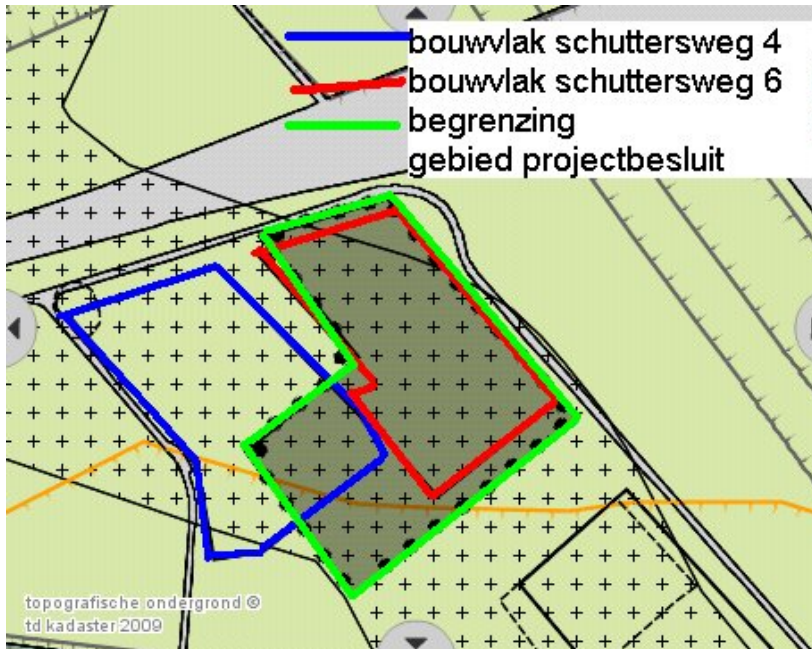 bouwvlak schuttersweg 4
bouwvlak schuttersweg 6
begrenzing
gebied projectbesluit
topografische ondergrond ©
td kadaster 2009